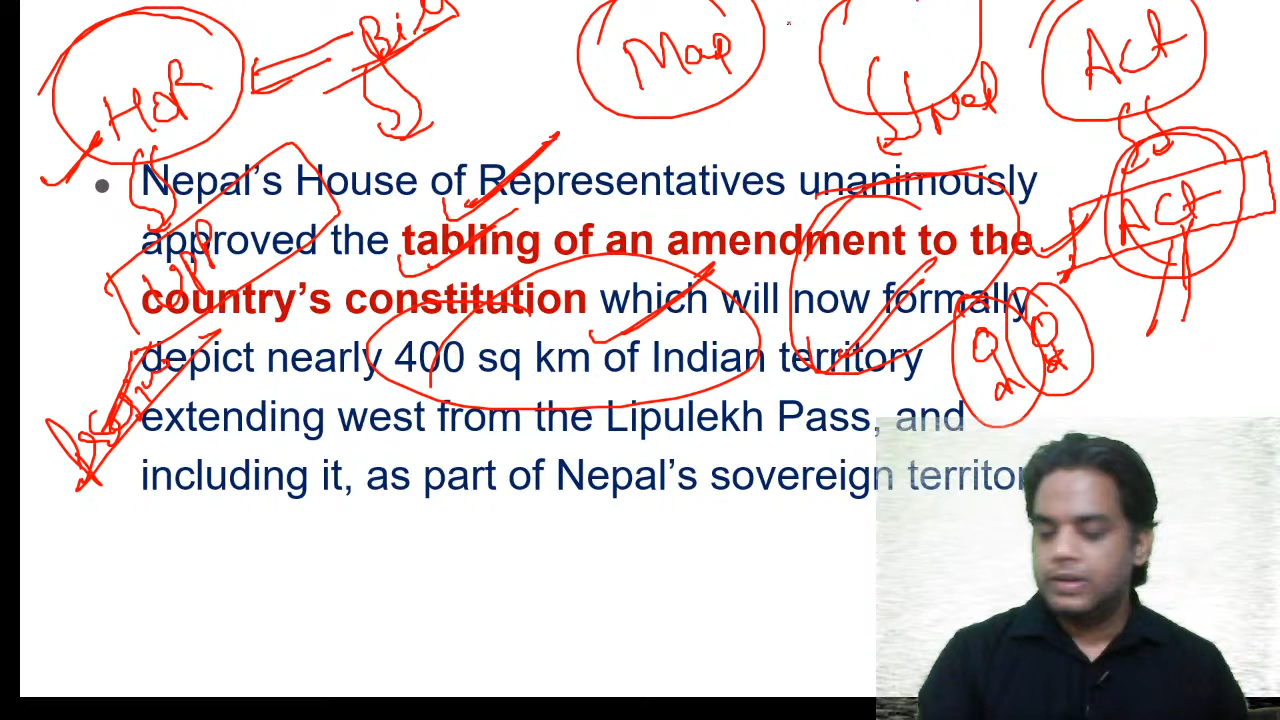 Bill
Map
Act
HoR
Nep
• Nepal's House of Representatives unanimously
approved the tabling of an amendment to the
Act
country's constitution which will now formally
depict nearly 400 sq km of Indian territory
extending west from the Lipulekh Pass, and
including it, as part of Nepal's sovereign